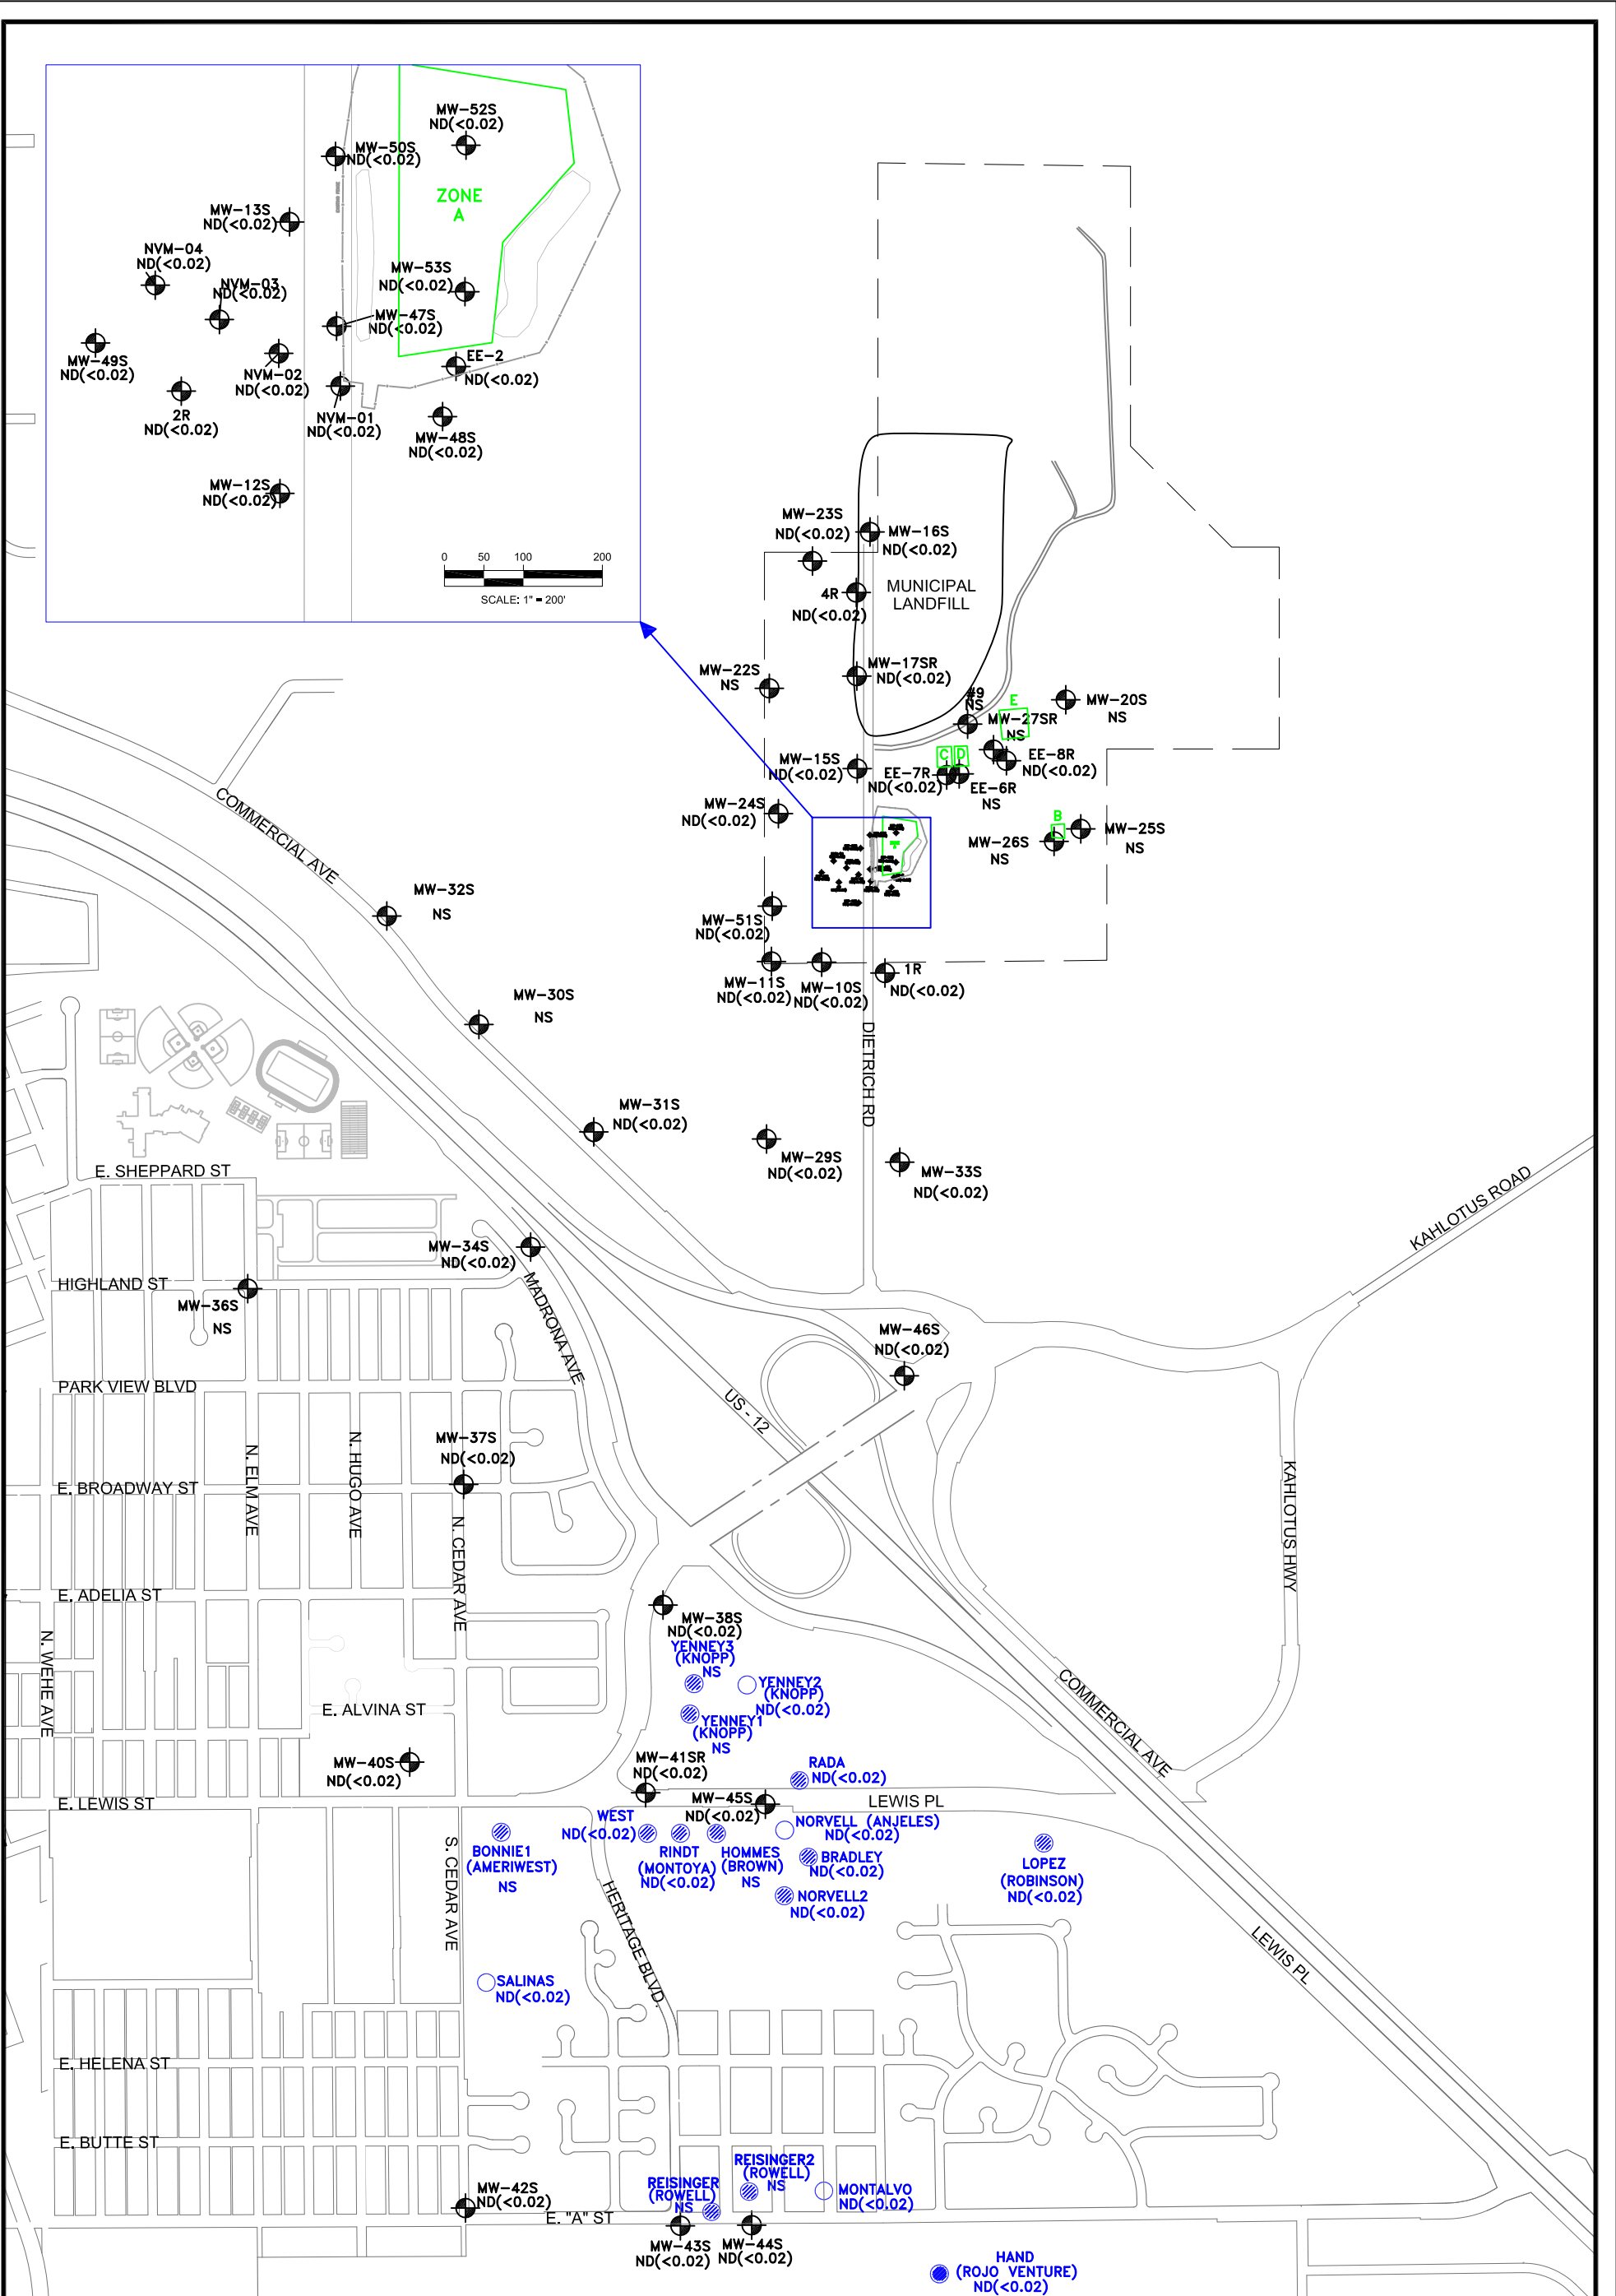 MW-52S
ND(<0.02)
MW-50S
ND(<0.02)
ZONE
A
MW-13S
ND(<0.02)
NVM-04
ND(<0.02)
NVM-03
ND(<0.02)
MW-53S
ND(<0.02)
MW-47S
ND(<0.02)
MW-49S
ND(<0.02)
NVM-02
ND(<0.02)
EE-2
ND(<0.02)
2R
ND(<0.02)
NVM-01
ND(<0.02)
MW-48S
ND(<0.02)
MW-12S
ND(<0.02)
0 50 100 200
SCALE: 1" = 200'
MW-23S
ND(<0.02)
MW-16S
ND(<0.02)
4R
ND(<0.02)
MUNICIPAL
LANDFILL
MW-17SR
ND(<0.02)
MW-22S
NS
#9
NS
E
MW-20S
NS
MW-27SR
NS
MW-15S
ND(<0.02)
C
D
EE-8R
ND(<0.02)
EE-7R
ND(<0.02)
EE-6R
NS
MW-24S
ND(<0.02)
B
MW-25S
NS
MW-26S
NS
COMMERCIAL AVE
MW-32S
NS
MW-51S
ND(<0.02)
MW-11S
ND(<0.02)
MW-10S
ND(<0.02)
1R
ND(<0.02)
MW-30S
NS
DIETRICH RD
MW-31S
ND(<0.02)
MW-29S
ND(<0.02)
MW-33S
ND(<0.02)
E. SHEPPARD ST
KAHLOTUS ROAD
MW-34S
ND(<0.02)
HIGHLAND ST
MW-36S
NS
MADRONA AVE
MW-46S
ND(<0.02)
PARK VIEW BLVD
US - 12
MW-37S
ND(<0.02)
N. ELM AVE
N. HUGO AVE
E. BROADWAY ST
N. CEDAR AVE
KAHLOTUS HWY
E. ADELIA ST
N. WEHE AVE
MW-38S
ND(<0.02)
YENNEY3
(KNOPP)
NS
YENNEY2
(KNOPP)
ND(<0.02)
YENNEY1
(KNOPP)
NS
COMMERCIAL AVE
E. ALVINA ST
MW-40S
ND(<0.02)
MW-41SR
ND(<0.02)
RADA
ND(<0.02)
MW-45S
ND(<0.02)
LEWIS PL
E. LEWIS ST
WEST
ND(<0.02)
NORVELL (ANJELES)
ND(<0.02)
BONNIE1
(AMERIWEST)
NS
RINDT
(MONTOYA)
ND(<0.02)
HOMMES
(BROWN)
NS
BRADLEY
ND(<0.02)
LOPEZ
(ROBINSON)
ND(<0.02)
NORVELL2
ND(<0.02)
S. CEDAR AVE
HERITAGE BLVD.
LEWIS PL
SALINAS
ND(<0.02)
E. HELENA ST
E. BUTTE ST
REISINGER2
(ROWELL)
NS
REISINGER
(ROWELL)
NS
MONTALVO
ND(<0.02)
MW-42S
ND(<0.02)
E. "A" ST
MW-43S
ND(<0.02)
MW-44S
ND(<0.02)
HAND
(ROJO VENTURE)
ND(<0.02)